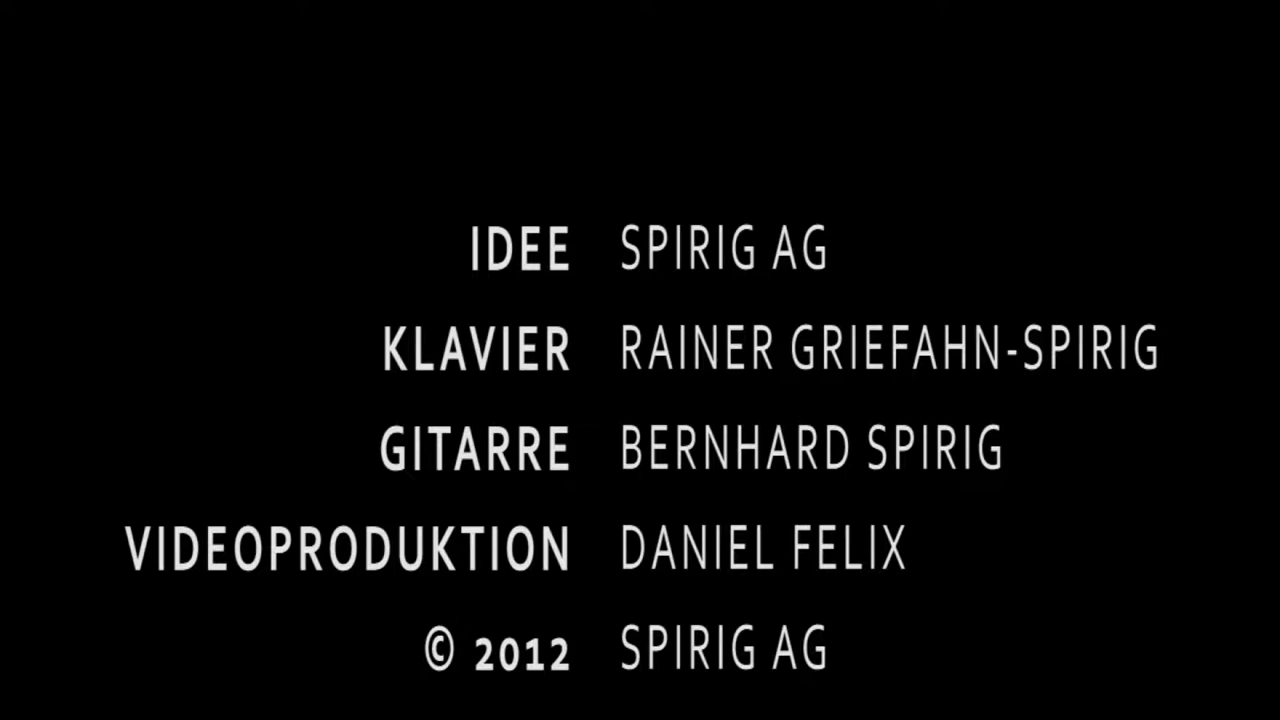 IDEE SPIRIG AG
KLAVIER RAINER GRIEFAHN-SPIRIG
GITARRE BERNHARD SPIRIG
VIDEOPRODUKTION DANIEL FELIX
© 2012 SPIRIG AG